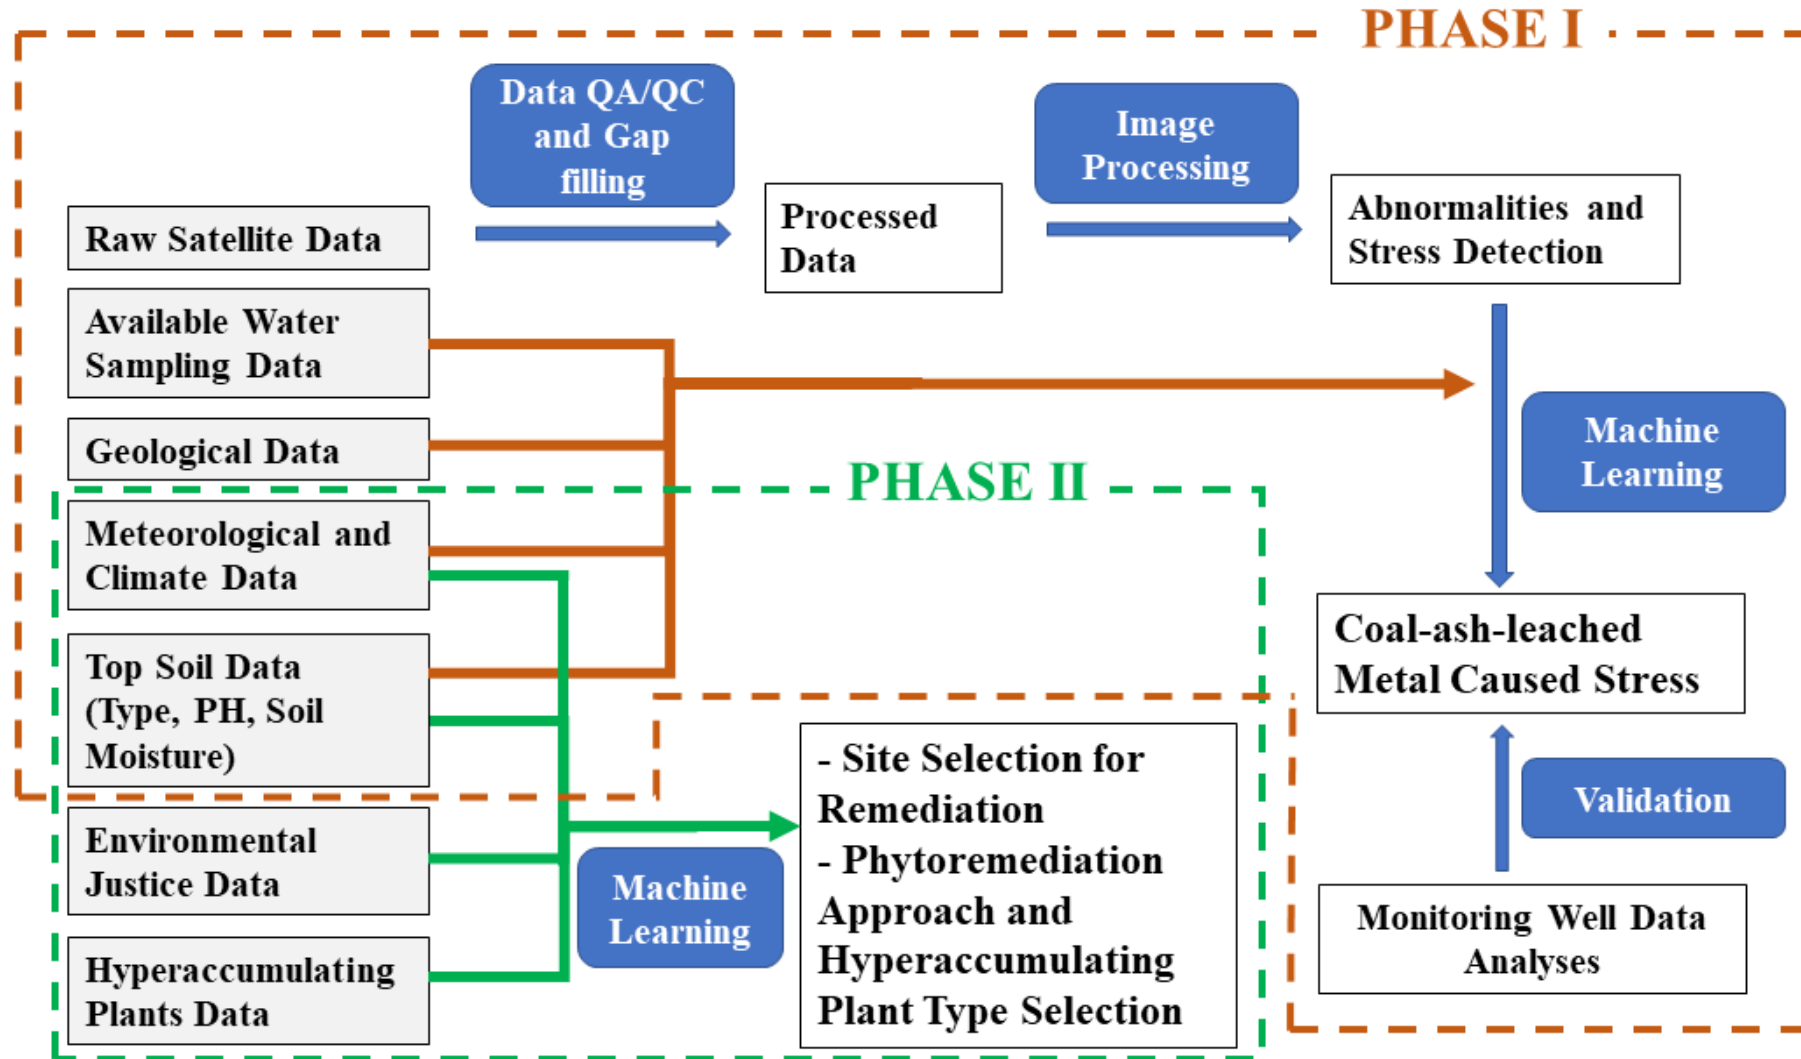 PHASE I
Data QA/QC
and Gap
filling
Image
Processing
Raw Satellite Data
Processed
Data
Abnormalities and
Stress Detection
Available Water
Sampling Data
Geological Data
Machine
Learning
PHASE II
Meteorological and
Climate Data
Coal-ash-leached
Metal Caused Stress
Top Soil Data
(Type, PH, Soil
Moisture)
Validation
- Site Selection for
Remediation
- Phytoremediation
Approach and
Hyperaccumulating
Plant Type Selection
Environmental
Justice Data
Machine
Learning
Monitoring Well Data
Analyses
Hyperaccumulating
Plants Data